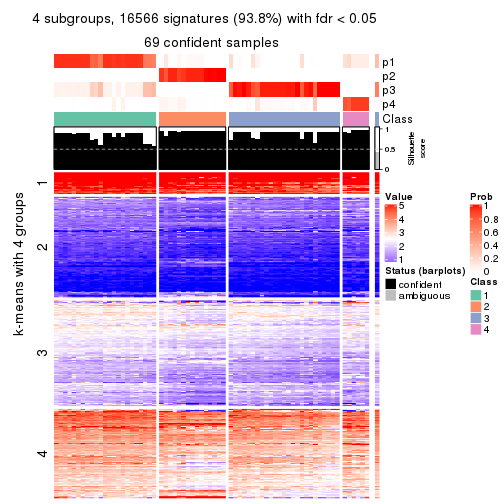 4 subgroups, 16566 signatures (93.8%) with fdr < 0.05
69 confident samples
p1
p2
p3
p4
Class
1
0.5
0
Silhouette
score
k-means with 4 groups
1
2
3
4
Value
5
4
3
2
1
Status (barplots)
confident
ambiguous
Prob
1
0.8
0.6
0.4
0.2
0
Class
1
2
3
4